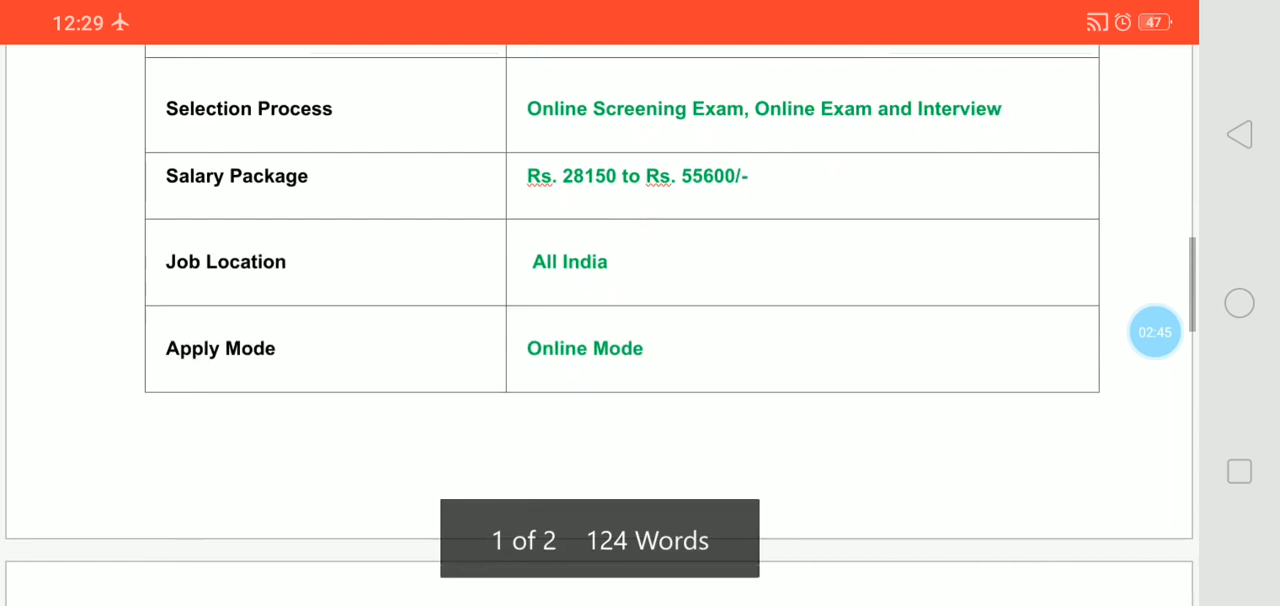 12:29 47
Selection Process Online Screening Exam, Online Exam and Interview
Salary Package Rs. 28150 to Rs. 55600/-
Job Location All India
Apply Mode Online Mode
02:45
1 of 2 124 Words